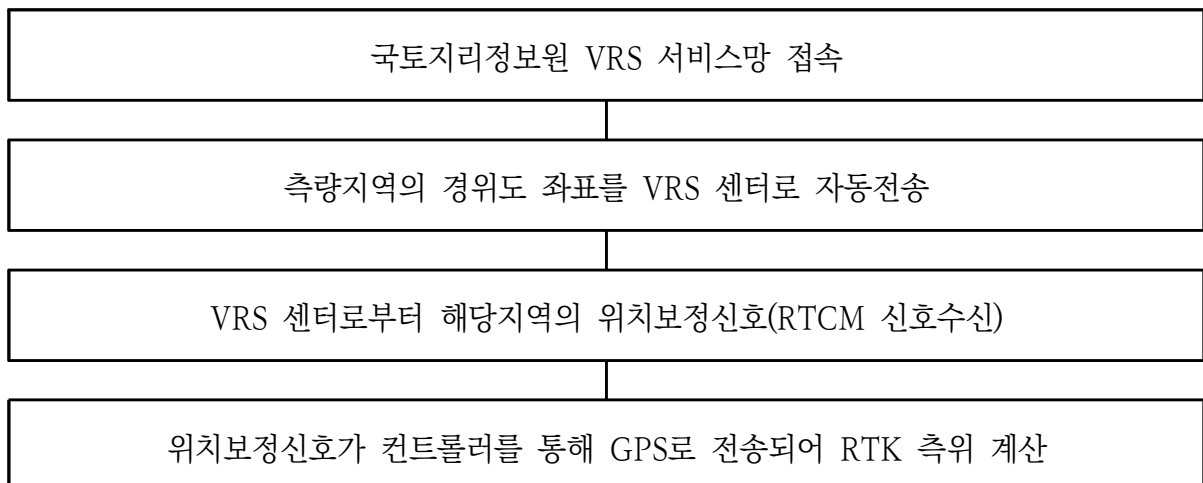 국토지리정보원 VRS 서비스망 접속
측량지역의 경위도 좌표를 VRS 센터로 자동전송
VRS 센터로부터 해당지역의 위치보정신호(RTCM 신호수신)
위치보정신호가 컨트롤러를 통해 GPS로 전송되어 RTK 측위 계산